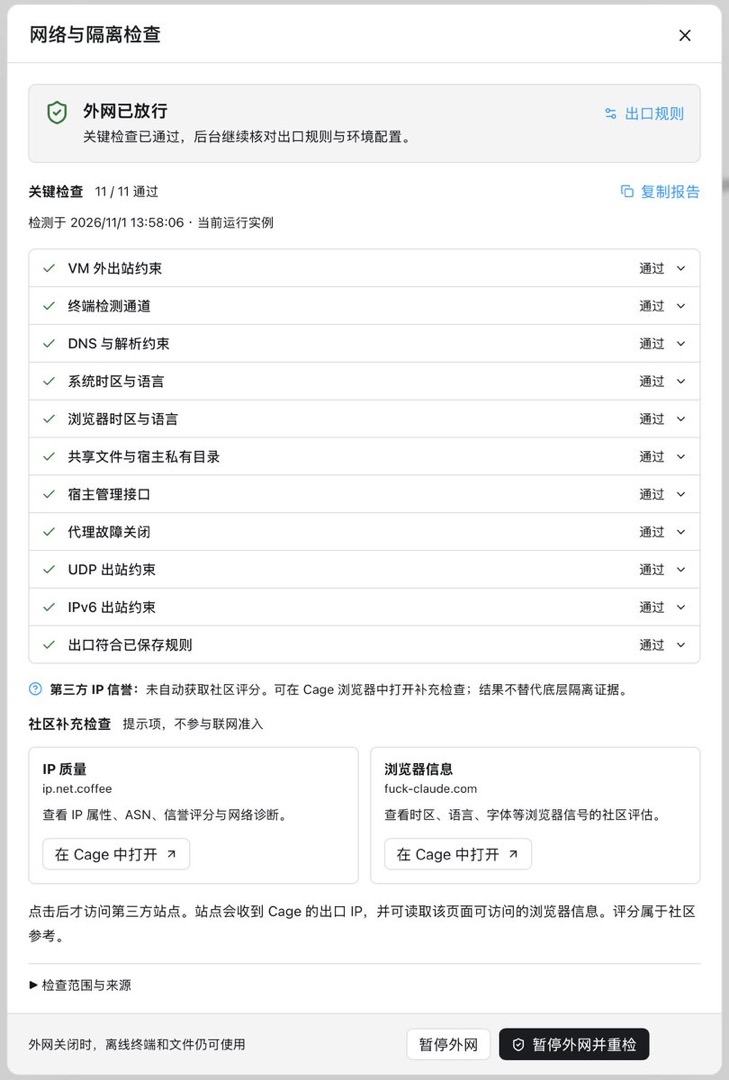 网络与隔离检查
外网已放行
出口规则
关键检查已通过，后台继续核对出口规则与环境配置。
关键检查 11 / 11 通过
复制报告
检测于 2026/11/1 13:58:06 · 当前运行实例
VM 外出站约束 通过
终端检测通道 通过
DNS 与解析约束 通过
系统时区与语言 通过
浏览器时区与语言 通过
共享文件与宿主私有目录 通过
宿主管理接口 通过
代理故障关闭 通过
UDP 出站约束 通过
IPv6 出站约束 通过
出口符合已保存规则 通过
第三方 IP 信誉：未自动获取社区评分。可在 Cage 浏览器中打开补充检查；结果不替代底层隔离证据。
社区补充检查 提示项，不参与联网准入
IP 质量
ip.net.coffee
查看 IP 属性、ASN、信誉评分与网络诊断。
在 Cage 中打开
浏览器信息
fuck-claude.com
查看时区、语言、字体等浏览器信号的社区评估。
在 Cage 中打开
点击后才访问第三方站点。站点会收到 Cage 的出口 IP，并可读取该页面可访问的浏览器信息。评分属于社区
参考。
检查范围与来源
外网关闭时，离线终端和文件仍可使用
暂停外网
暂停外网并重检